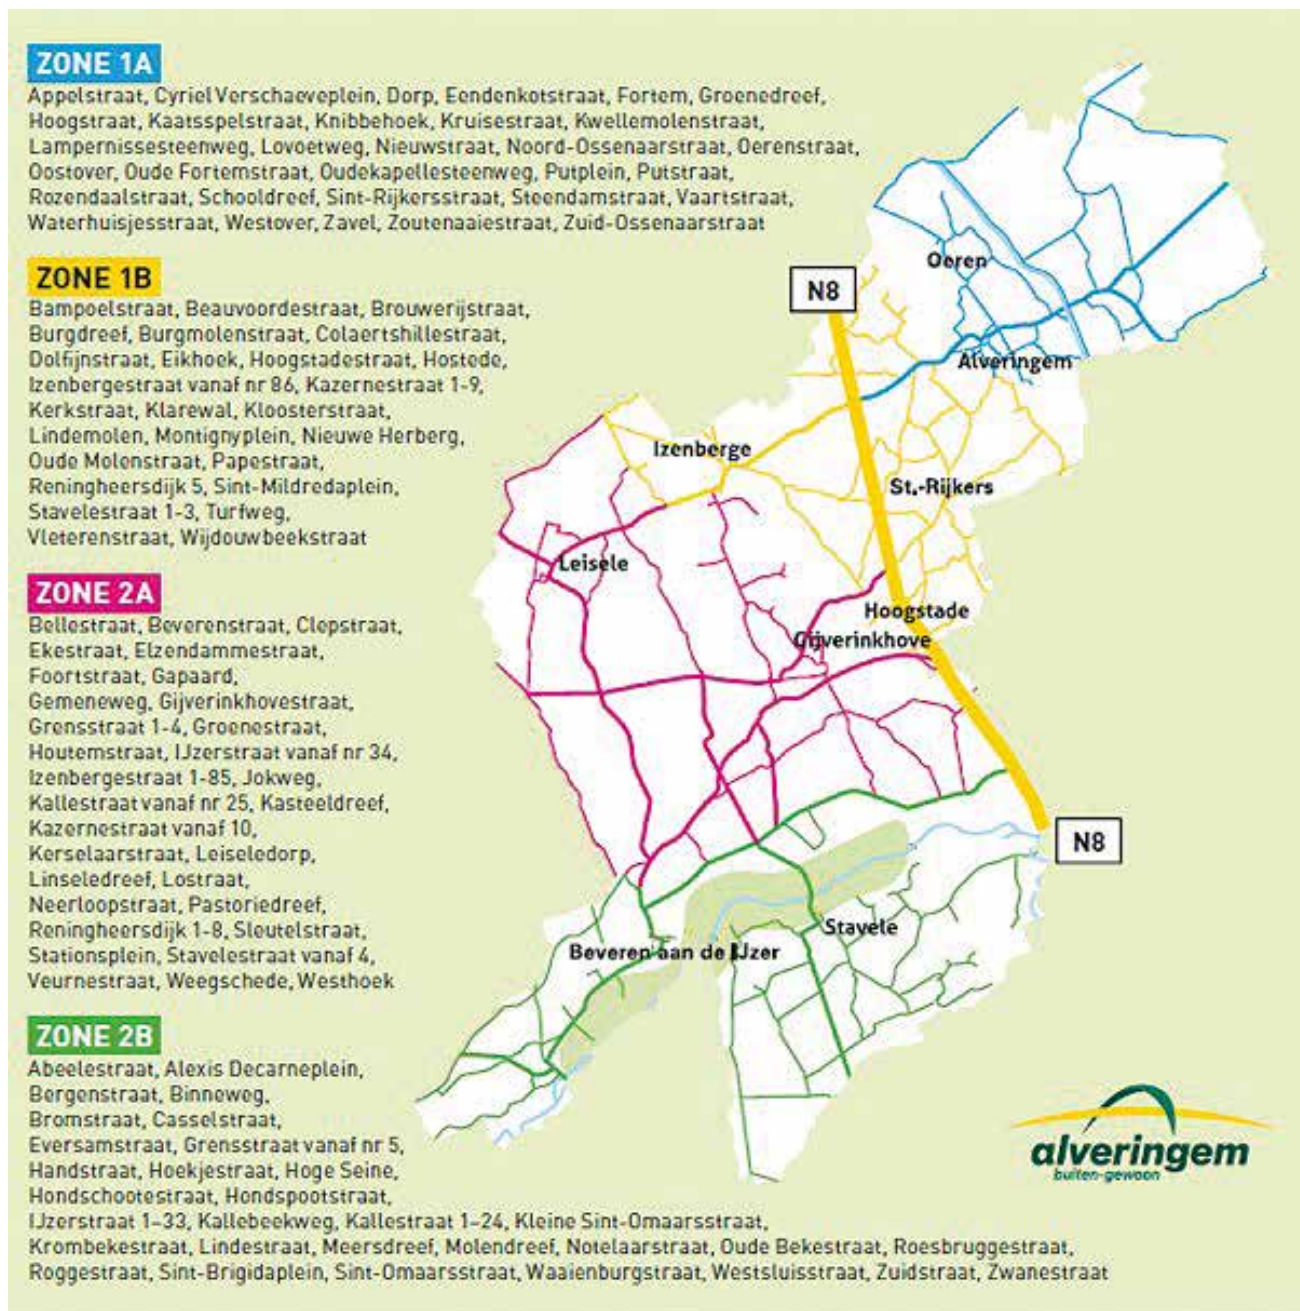 ZONE 1A
Appelstraat, Cyriel Verschaeveplein, Dorp, Eendenkotstraat, Fortem, Groenedreef,
Hoogstraat, Kaatsspelstraat, Knibbehoek, Kruisestraat, Kwellemolenstraat,
Lampernissesteenweg, Lovoetweg, Nieuwstraat, Noord-Ossenaarstraat, Oerenstraat,
Oostover, Oude Fortemstraat, Oudekapellesteenweg, Putplein, Putstraat,
Rozendaalstraat, Schooldreef, Sint-Rijkersstraat, Steendamstraat, Vaartstraat,
Waterhuisjesstraat, Westover, Zavel, Zoutenaaiestraat, Zuid-Ossenaarstraat
ZONE 1B
Bampoelstraat, Beauvoordestraat, Brouwerijstraat,
Burgdreef, Burgmolenstraat, Colaertshillestraat,
Dolfijnstraat, Eikhoek, Hoogstadestraat, Hostede,
Izenbergestraat vanaf nr 86, Kazernestraat 1-9,
Kerkstraat, Klarewal, Kloosterstraat,
Lindemolen, Montignyplein, Nieuwe Herberg,
Oude Molenstraat, Papestraat,
Reningheersdijk 5, Sint-Mildredaplein,
Stavelestraat 1-3, Turfweg,
Vleterenstraat, Wijdouwbeekstraat
ZONE 2A
Bellestraat, Beverenstraat, Clepstraat,
Ekestraat, Elzendammestraat,
Foortstraat, Gapaard,
Gemeneweg, Gijverinkhovestraat,
Grensstraat 1-4, Groenestraat,
Houtemstraat, IJzerstraat vanaf nr 34,
Izenbergestraat 1-85, Jokweg,
Kallestraat vanaf nr 25, Kasteeldreef,
Kazernestraat vanaf 10,
Kerselaarstraat, Leiseledorp,
Linseledreef, Lostraat,
Neerloopstraat, Pastoriedreef,
Reningheersdijk 1-8, Sleutelstraat,
Stationsplein, Stavelestraat vanaf 4,
Veurnestraat, Weegschede, Westhoek
ZONE 2B
Abeelestraat, Alexis Decarneplein,
Bergenstraat, Binneweg,
Bromstraat, Casselstraat,
Eversamstraat, Grensstraat vanaf nr 5,
Handstraat, Hoekjestraat, Hoge Seine,
Hondschootestraat, Hondspootstraat,
IJzerstraat 1-33, Kallebeekweg, Kallestraat 1-24, Kleine Sint-Omaarsstraat,
Krombekestraat, Lindestraat, Meersdreef, Molendreef, Notelaarstraat, Oude Bekestraat, Roesbruggestraat,
Roggestraat, Sint-Brigidaplein, Sint-Omaarsstraat, Waaienburgstraat, Westsluisstraat, Zuidstraat, Zwanestraat
Oeren
N8
Alveringem
Izenberge
St.-Rijkers
Leisele
Hoogstade
Gijverinkhove
N8
Stavele
Beveren aan de IJzer
alveringem
buiten-gewoon